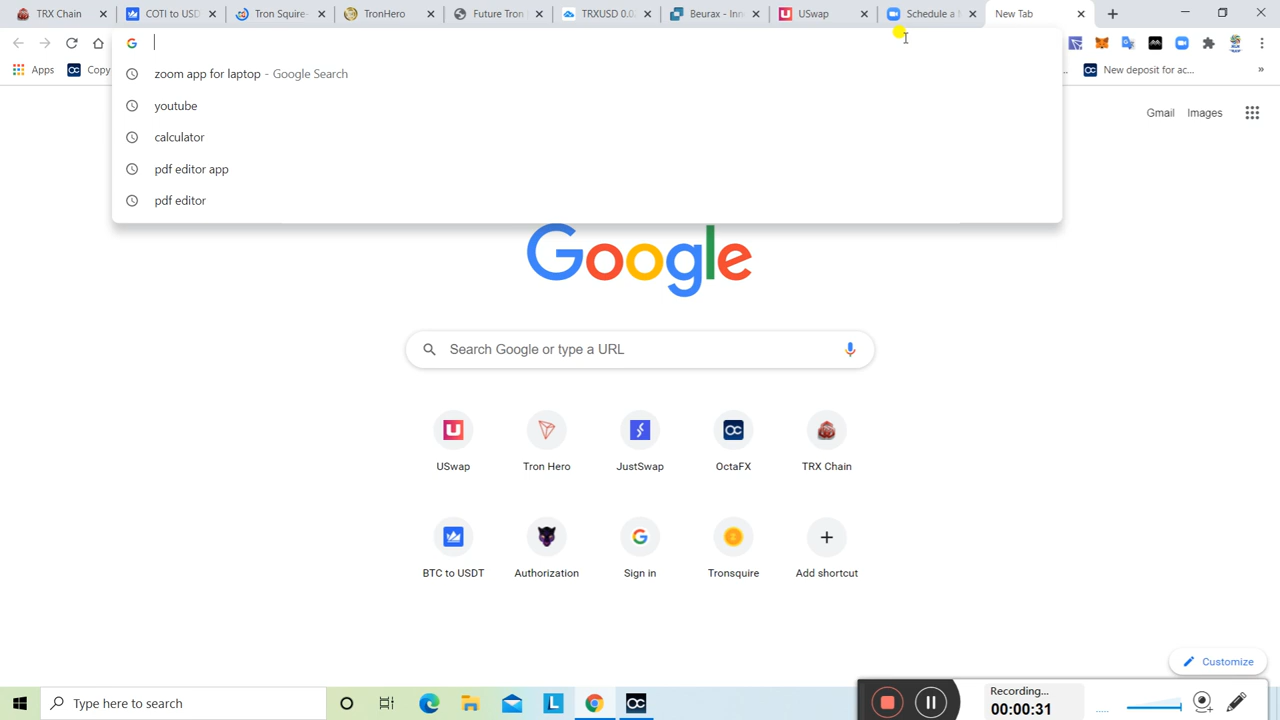 TRX Chain
COTI to USD
Tron Squire-
TronHero
Future Tron
TRXUSD 0.0
Beurax - Inn
USwap
Schedule a
New Tab
Apps
Copy
New deposit for ac...
»
zoom app for laptop - Google Search
youtube
calculator
pdf editor app
pdf editor
Gmail Images
Google
Search Google or type a URL
USwap
Tron Hero
JustSwap
OctaFX
TRX Chain
BTC to USDT
Authorization
Sign in
Tronsquire
Add shortcut
Customize
Type here to search
Recording...
00:00:31